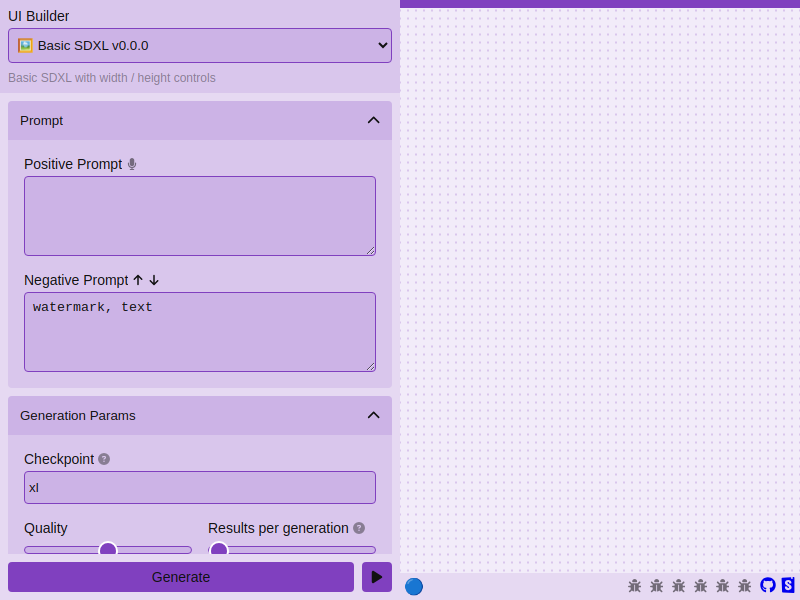 UI Builder
🖼️ Basic SDXL v0.0.0
Basic SDXL with width / height controls
Prompt
Positive Prompt
Negative Prompt
watermark, text
Generation Params
Checkpoint ?
xl
Quality
Results per generation ?
Generate